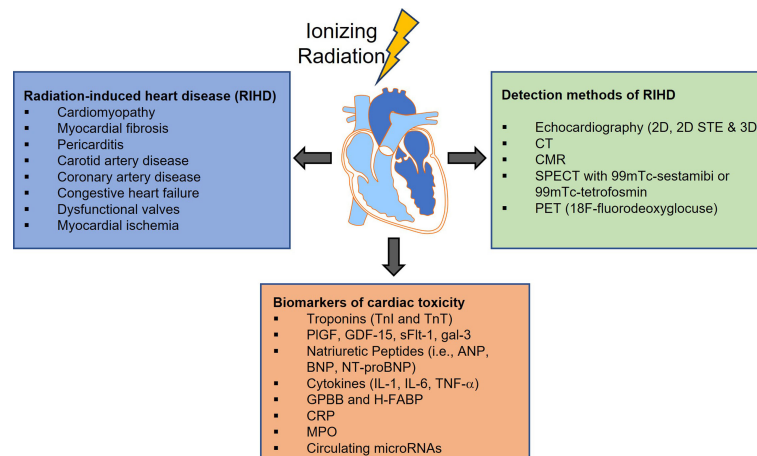 Ionizing
Radiation
Radiation-induced heart disease (RIHD)
▪ Cardiomyopathy
▪ Myocardial fibrosis
▪ Pericarditis
▪ Carotid artery disease
▪ Coronary artery disease
▪ Congestive heart failure
▪ Dysfunctional valves
▪ Myocardial ischemia
Detection methods of RIHD
▪ Echocardiography (2D, 2D STE & 3D
▪ CT
▪ CMR
▪ SPECT with 99mTc-sestamibi or
99mTc-tetrofosmin
▪ PET (18F-fluorodeoxyglocuse)
Biomarkers of cardiac toxicity
▪ Troponins (TnI and TnT)
▪ PlGF, GDF-15, sFlt-1, gal-3
▪ Natriuretic Peptides (i.e., ANP,
BNP, NT-proBNP)
▪ Cytokines (IL-1, IL-6, TNF-α)
▪ GPBB and H-FABP
▪ CRP
▪ MPO
▪ Circulating microRNAs